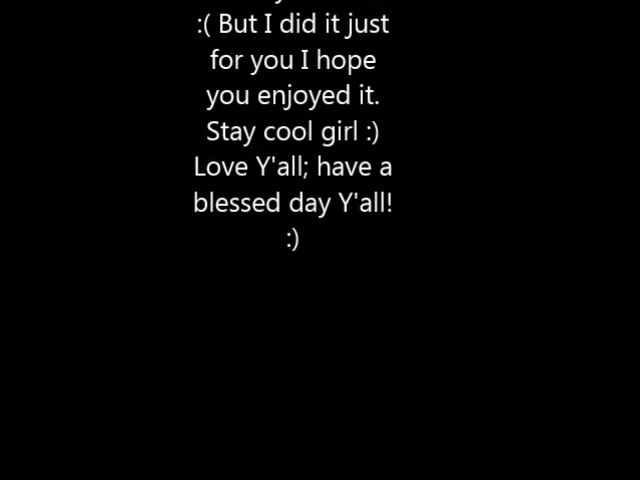 :( But I did it just
for you I hope
you enjoyed it.
Stay cool girl :)
Love Y'all; have a
blessed day Y'all!
:)